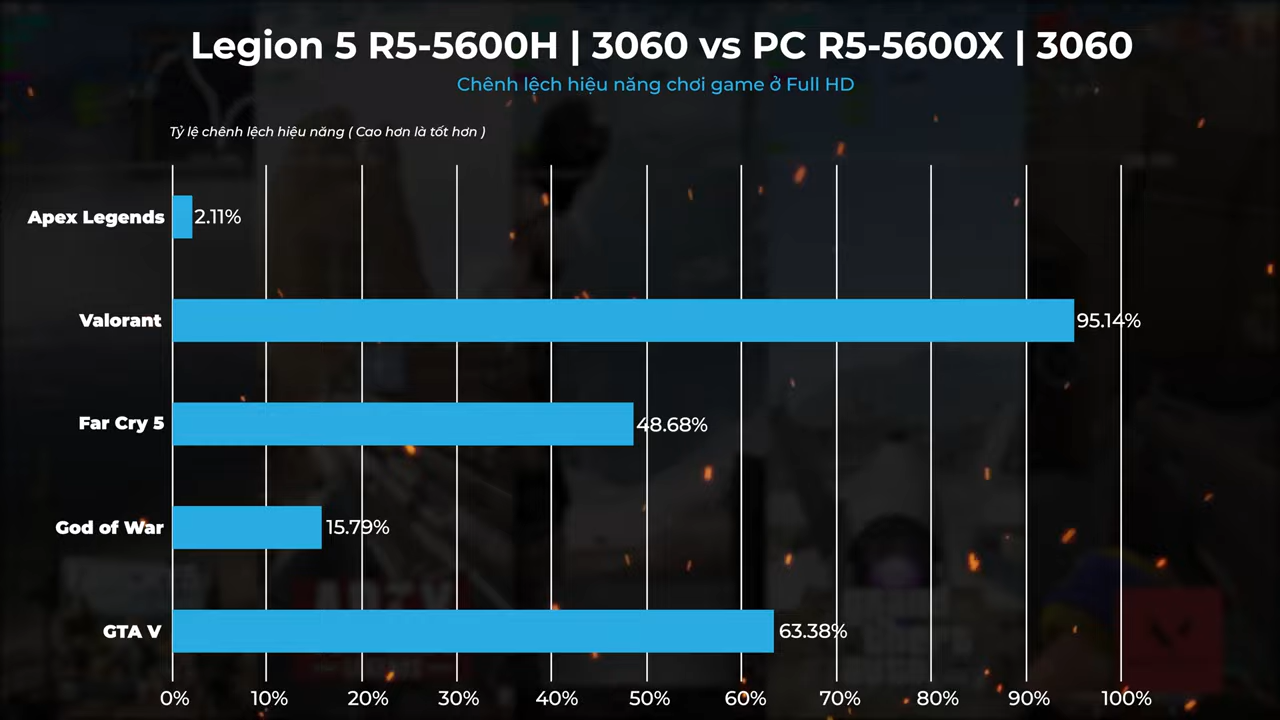 Legion 5 R5-5600H | 3060 vs PC R5-5600X | 3060
Chênh lệch hiệu năng chơi game ở Full HD
Tỷ lệ chênh lệch hiệu năng ( Cao hơn là tốt hơn )
Apex Legends 2.11%
Valorant 95.14%
Far Cry 5 48.68%
God of War 15.79%
GTA V 63.38%
0% 10% 20% 30% 40% 50% 60% 70% 80% 90% 100%